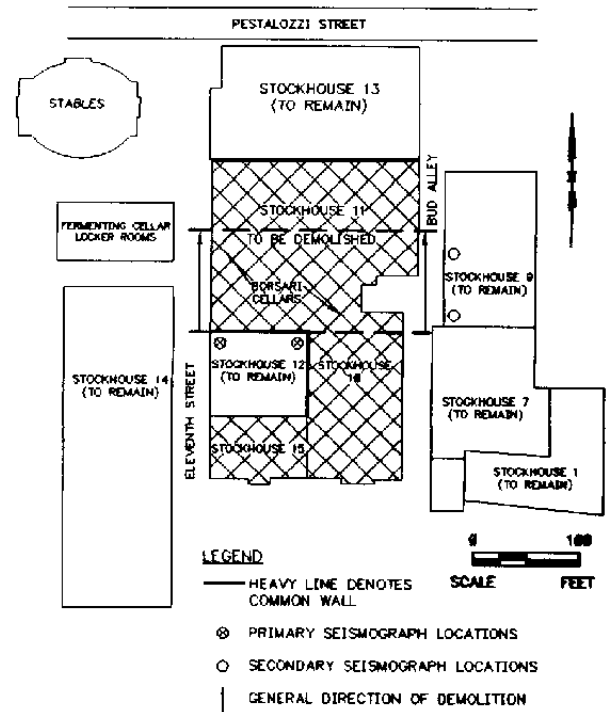 PESTALOZZI STREET
STABLES
STOCKHOUSE 13
(TO REMAIN)
BUD ALLEY
STOCKHOUSE 11
TO BE DEMOLISHED
FERMENTING CELLAR
LOCKER ROOMS
BORSARI
CELLARS
STOCKHOUSE 9
(TO REMAIN)
STOCKHOUSE 14
(TO REMAIN)
ELEVENTH STREET
STOCKHOUSE 12
(TO REMAIN)
STOCKHOUSE
10
STOCKHOUSE 7
(TO REMAIN)
STOCKHOUSE 15
STOCKHOUSE 1
(TO REMAIN)
0 100
SCALE FEET
LEGEND
HEAVY LINE DENOTES
COMMON WALL
PRIMARY SEISMOGRAPH LOCATIONS
SECONDARY SEISMOGRAPH LOCATIONS
GENERAL DIRECTION OF DEMOLITION